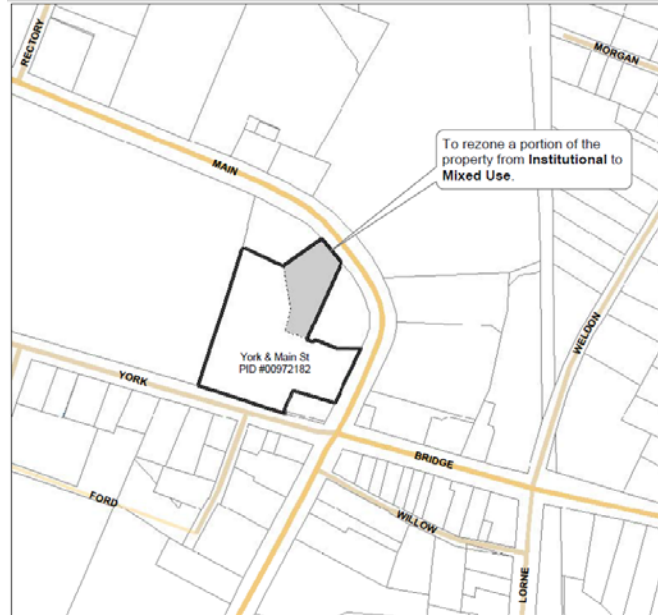 RECTORY
MORGAN
To rezone a portion of the
property from Institutional to
Mixed Use.
MAIN
WELDON
York & Main St
PID #00972182
YORK
BRIDGE
FORD
WILLOW
LORNE